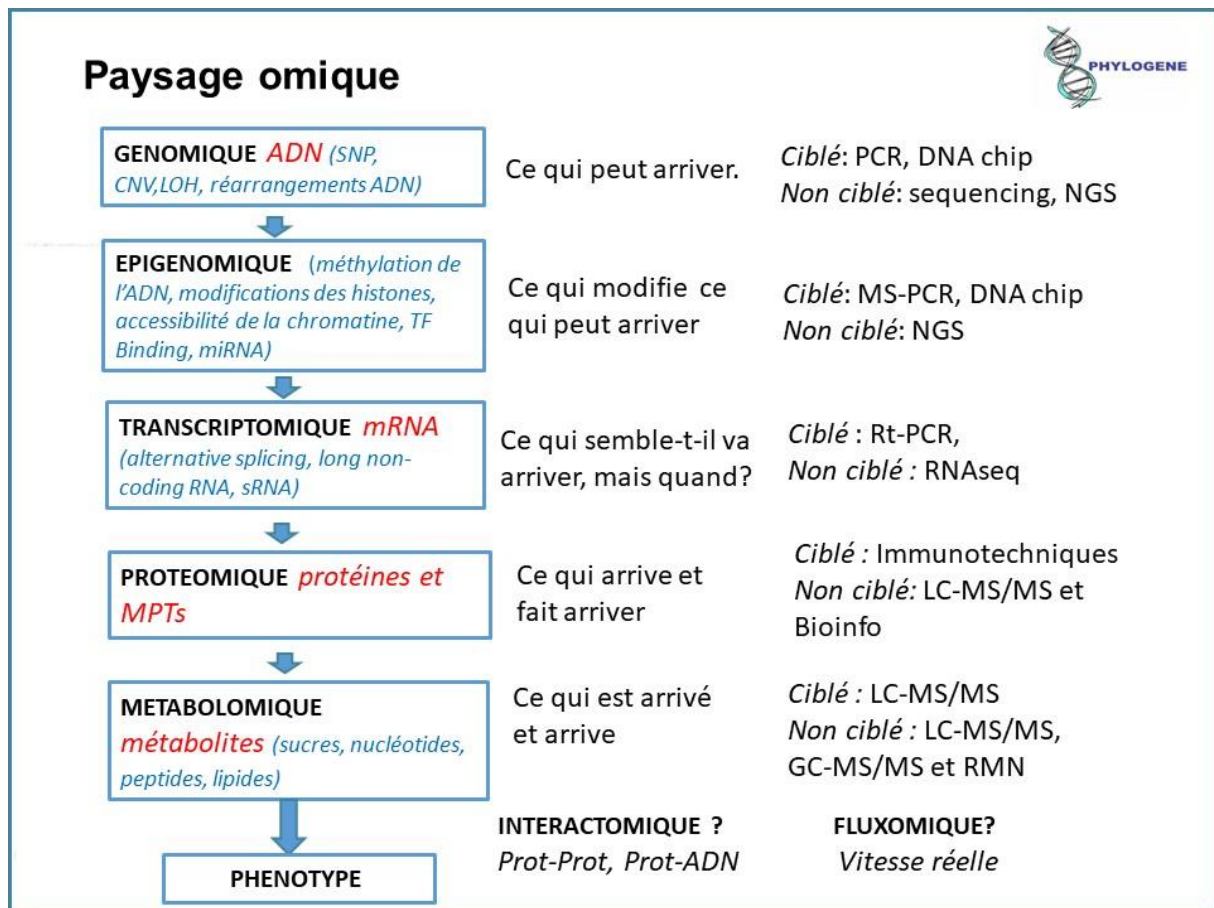 Paysage omique
PHYLOGENE
GENOMIQUE ADN (SNP,
CNV,LOH, réarrangements ADN)
Ce qui peut arriver.
Ciblé: PCR, DNA chip
Non ciblé: sequencing, NGS
EPIGENOMIQUE (méthylation de
l'ADN, modifications des histones,
accessibilité de la chromatine, TF
Binding, miRNA)
Ce qui modifie ce
qui peut arriver
Ciblé: MS-PCR, DNA chip
Non ciblé: NGS
TRANSCRIPTOMIQUE mRNA
(alternative splicing, long non-
coding RNA, sRNA)
Ce qui semble-t-il va
arriver, mais quand?
Ciblé : Rt-PCR,
Non ciblé : RNAseq
PROTEOMIQUE protéines et
MPTs
Ce qui arrive et
fait arriver
Ciblé : Immunotechniques
Non ciblé: LC-MS/MS et
Bioinfo
METABOLOMIQUE
métabolites (sucres, nucléotides,
peptides, lipides)
Ce qui est arrivé
et arrive
Ciblé : LC-MS/MS
Non ciblé : LC-MS/MS,
GC-MS/MS et RMN
PHENOTYPE
INTERACTOMIQUE ?
Prot-Prot, Prot-ADN
FLUXOMIQUE?
Vitesse réelle